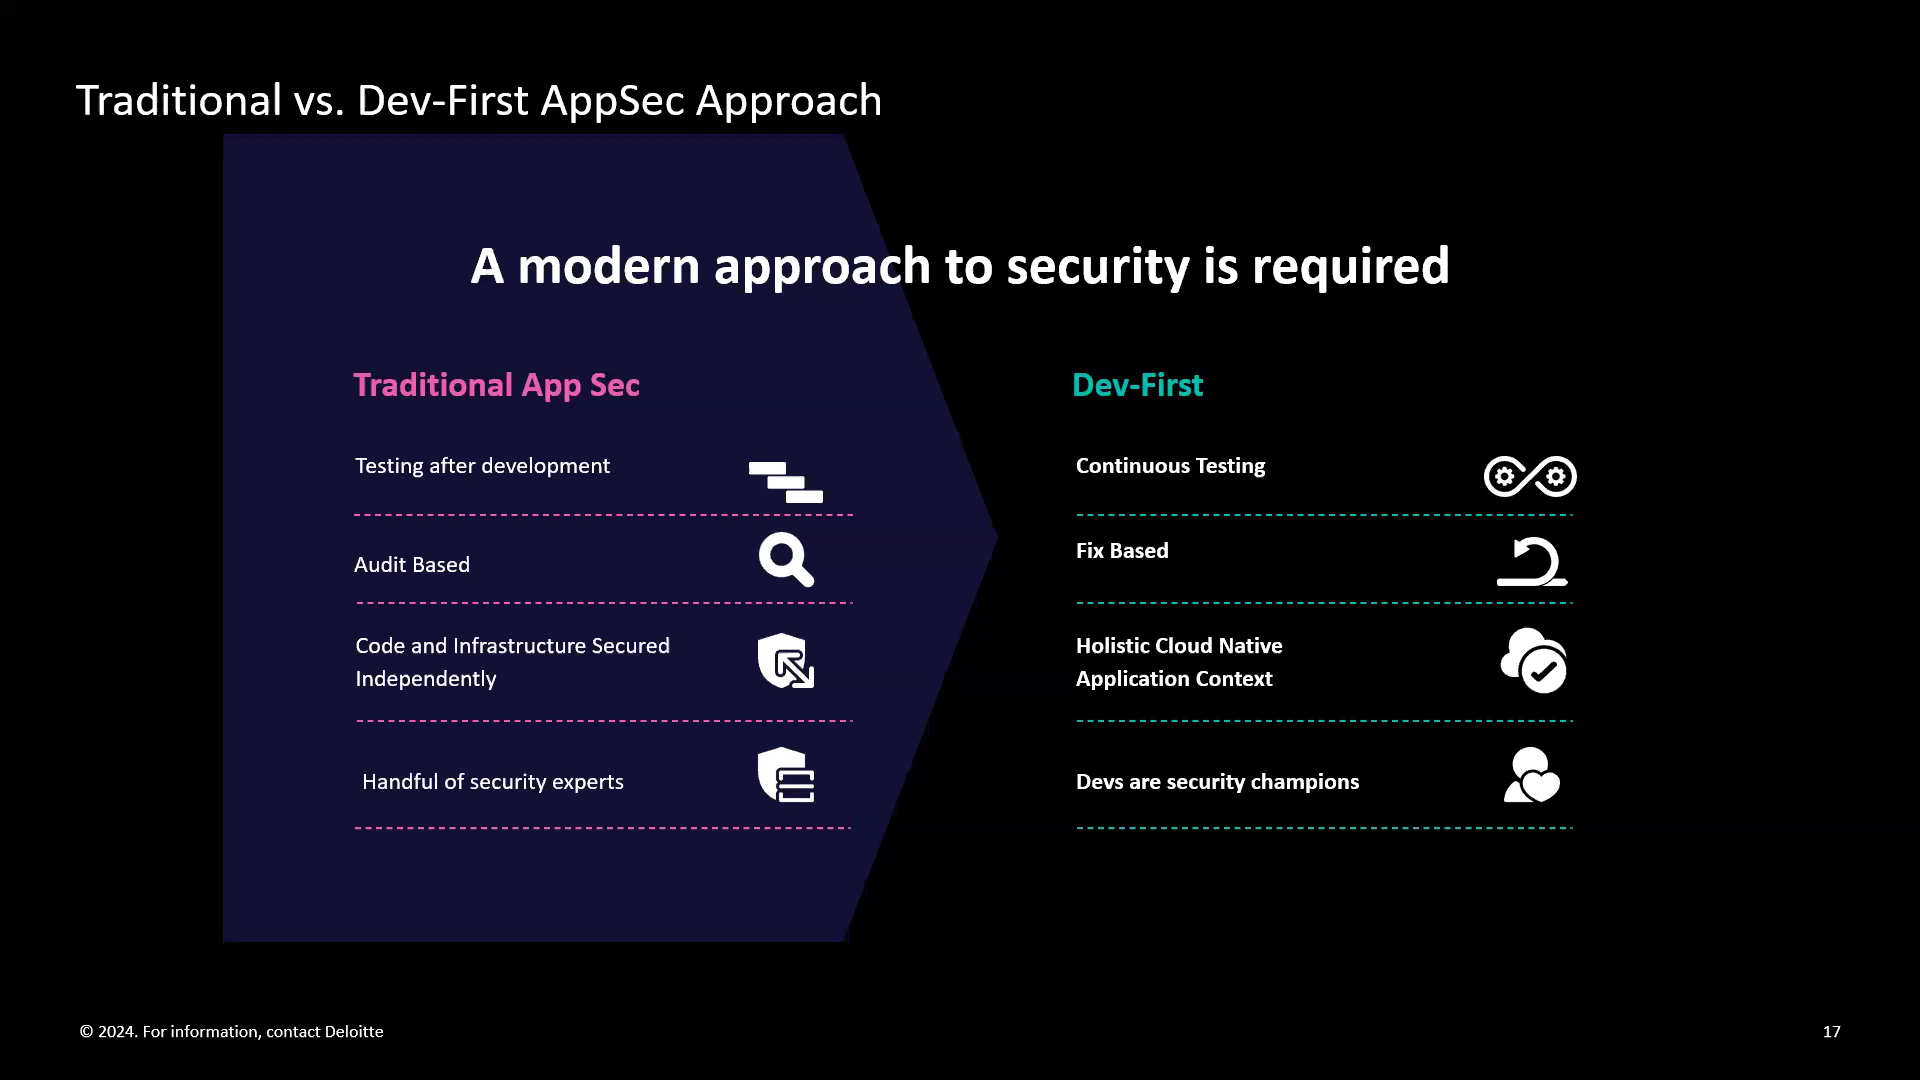 Traditional vs. Dev-First AppSec Approach
A modern approach to security is required
Traditional App Sec
Testing after development
Audit Based
Code and Infrastructure Secured
Independently
Handful of security experts
Dev-First
Continuous Testing
Fix Based
Holistic Cloud Native
Application Context
Devs are security champions
© 2024. For information, contact Deloitte
17